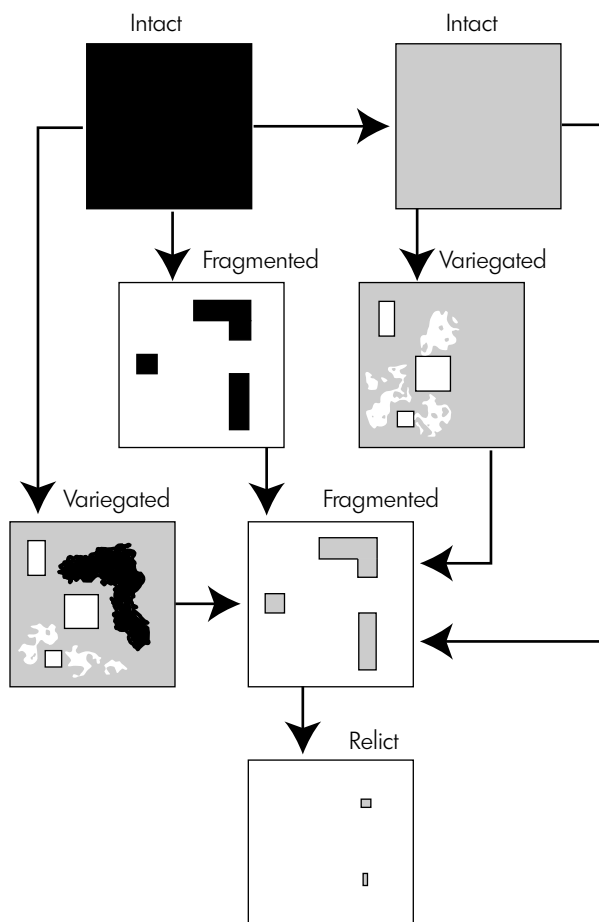 Intact
Intact
Fragmented
Variegated
Variegated
Fragmented
Relict